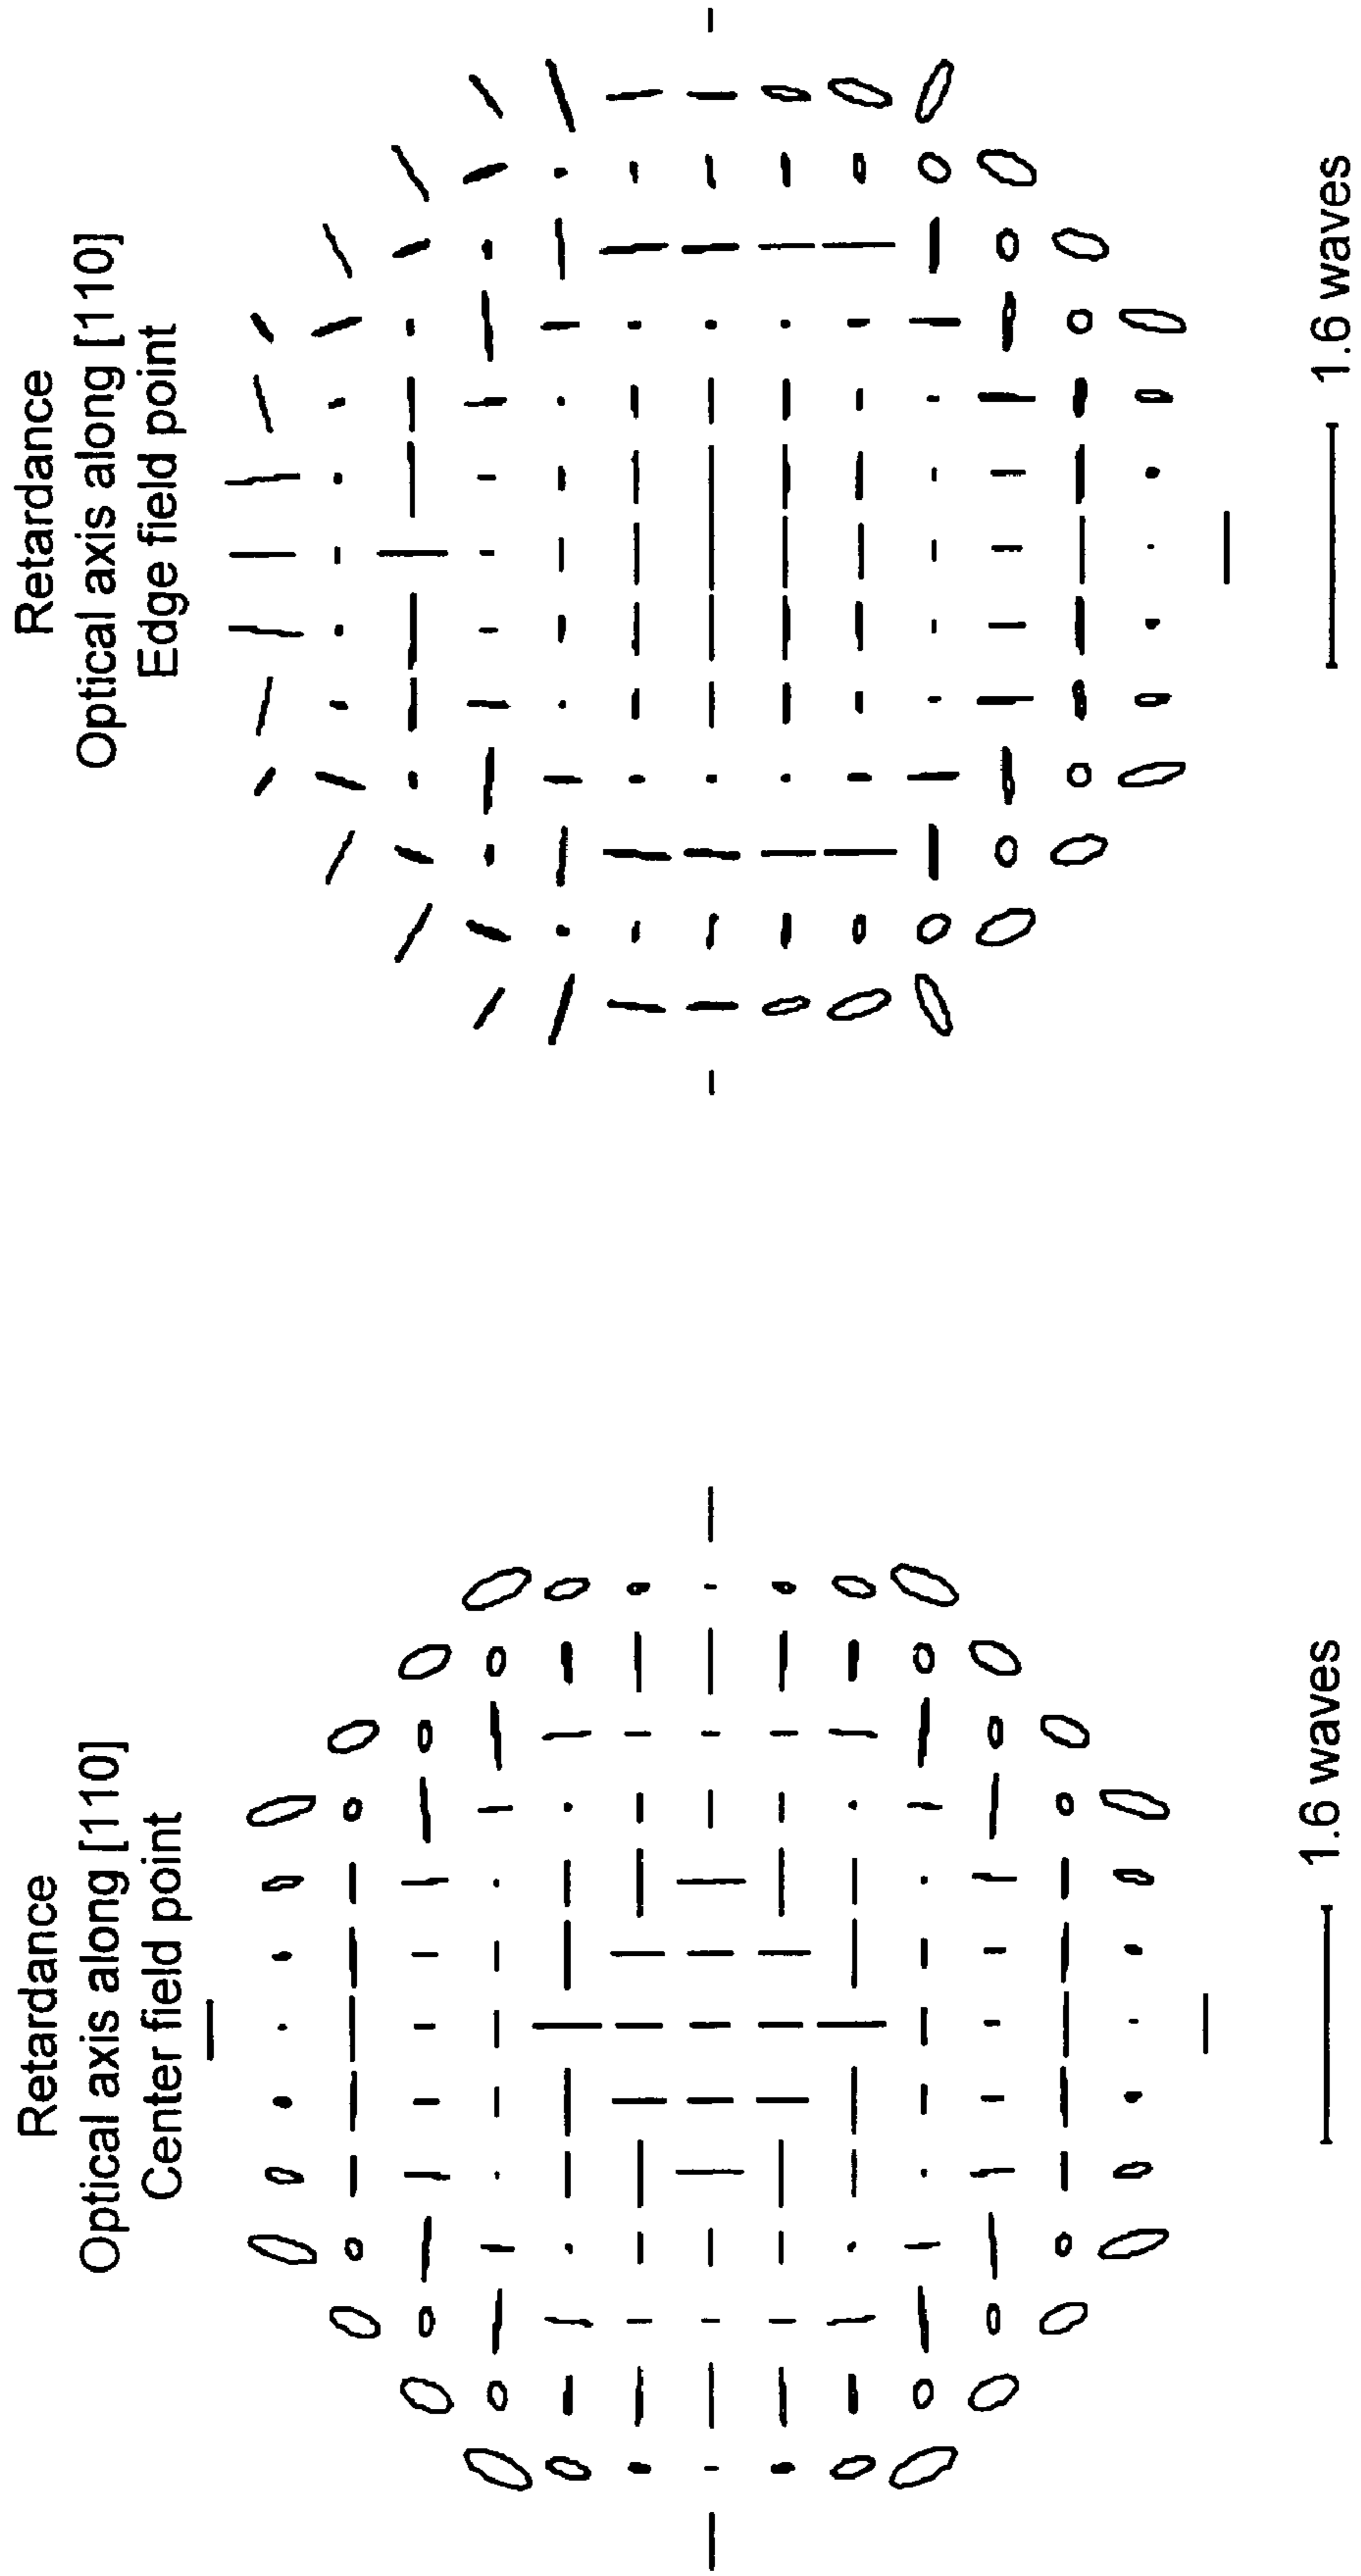 Retardance
Optical axis along [110]
Center field point
1.6 waves
Retardance
Optical axis along [110]
Edge field point
1.6 waves